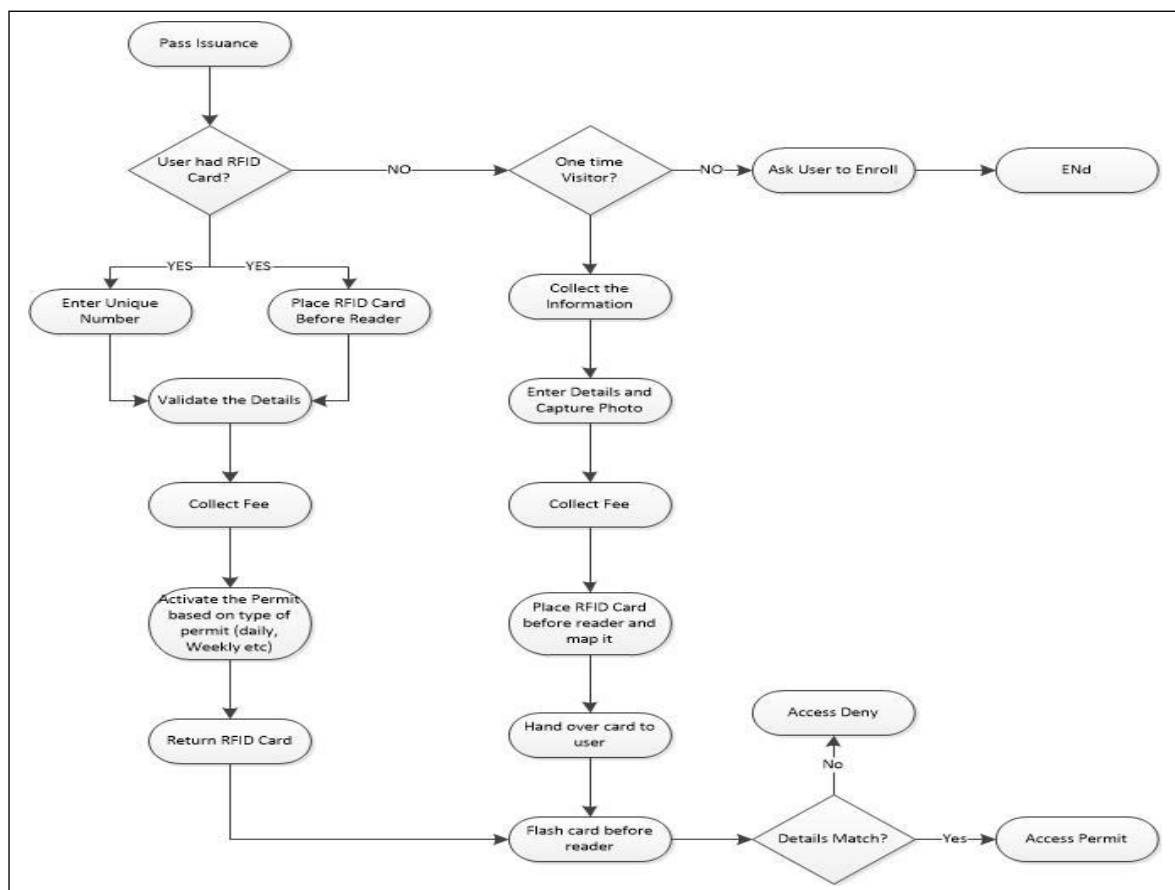 Pass Issuance
User had RFID
Card?
NO
One time
Visitor?
NO
Ask User to Enroll
ENd
YES
YES
Enter Unique
Number
Place RFID Card
Before Reader
Collect the
Information
Validate the Details
Enter Details and
Capture Photo
Collect Fee
Collect Fee
Activate the Permit
based on type of
permit (daily,
Weekly etc)
Place RFID Card
before reader and
map it
Return RFID Card
Hand over card to
user
Access Deny
No
Flash card before
reader
Details Match?
Yes
Access Permit